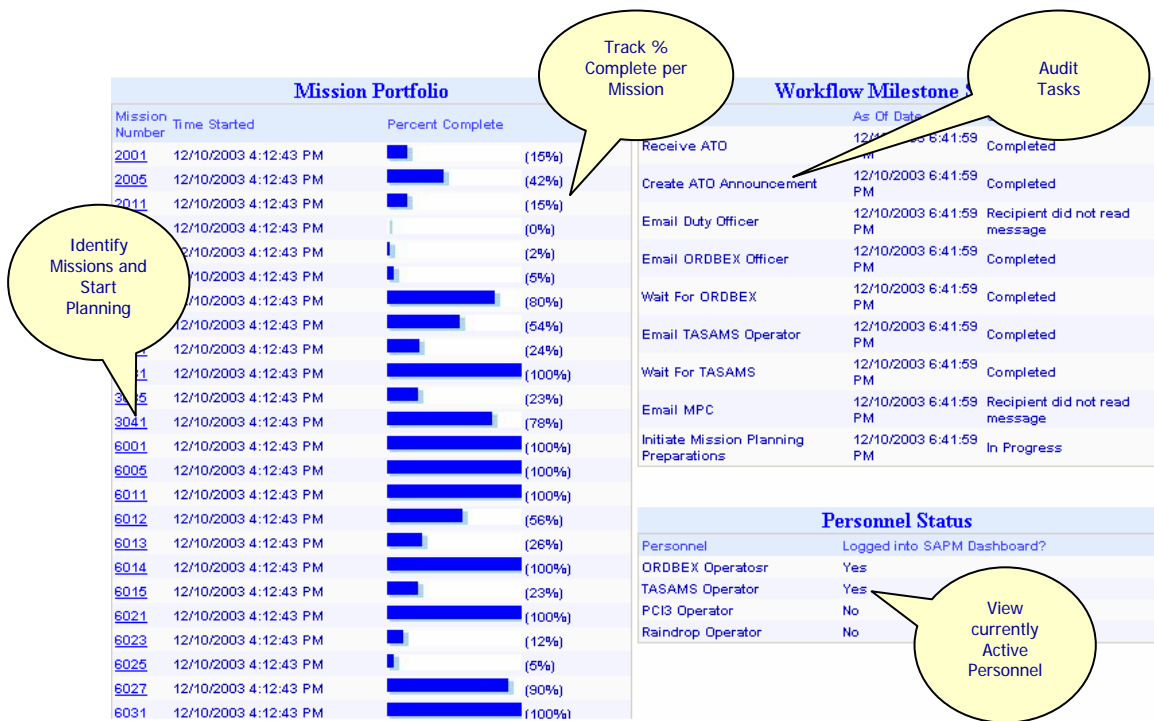 Track %
Complete per
Mission
Audit
Tasks
Identify
Missions and
Start
Planning
View
currently
Active
Personnel
Mission Portfolio
Mission Number Time Started Percent Complete
2001 12/10/2003 4:12:43 PM (15%)
2005 12/10/2003 4:12:43 PM (42%)
2011 12/10/2003 4:12:43 PM (15%)
12/10/2003 4:12:43 PM (0%)
12/10/2003 4:12:43 PM (2%)
12/10/2003 4:12:43 PM (5%)
12/10/2003 4:12:43 PM (80%)
12/10/2003 4:12:43 PM (54%)
12/10/2003 4:12:43 PM (24%)
12/10/2003 4:12:43 PM (100%)
12/10/2003 4:12:43 PM (23%)
3041 12/10/2003 4:12:43 PM (78%)
6001 12/10/2003 4:12:43 PM (100%)
6005 12/10/2003 4:12:43 PM (100%)
6011 12/10/2003 4:12:43 PM (100%)
6012 12/10/2003 4:12:43 PM (56%)
6013 12/10/2003 4:12:43 PM (26%)
6014 12/10/2003 4:12:43 PM (100%)
6015 12/10/2003 4:12:43 PM (23%)
6021 12/10/2003 4:12:43 PM (100%)
6023 12/10/2003 4:12:43 PM (12%)
6025 12/10/2003 4:12:43 PM (5%)
6027 12/10/2003 4:12:43 PM (90%)
6031 12/10/2003 4:12:43 PM (100%)
Workflow Milestone
As Of Date
Receive ATO 12/10/2003 6:41:59 PM Completed
Create ATO Announcement 12/10/2003 6:41:59 PM Completed
Email Duty Officer 12/10/2003 6:41:59 PM Recipient did not read message
Email ORDBEX Officer 12/10/2003 6:41:59 PM Completed
Wait For ORDBEX 12/10/2003 6:41:59 PM Completed
Email TASAMS Operator 12/10/2003 6:41:59 PM Completed
Wait For TASAMS 12/10/2003 6:41:59 PM Completed
Email MPC 12/10/2003 6:41:59 PM Recipient did not read message
Initiate Mission Planning Preparations 12/10/2003 6:41:59 PM In Progress
Personnel Status
Personnel Logged into SAPM Dashboard?
ORDBEX Operatosr Yes
TASAMS Operator Yes
PCI3 Operator No
Raindrop Operator No